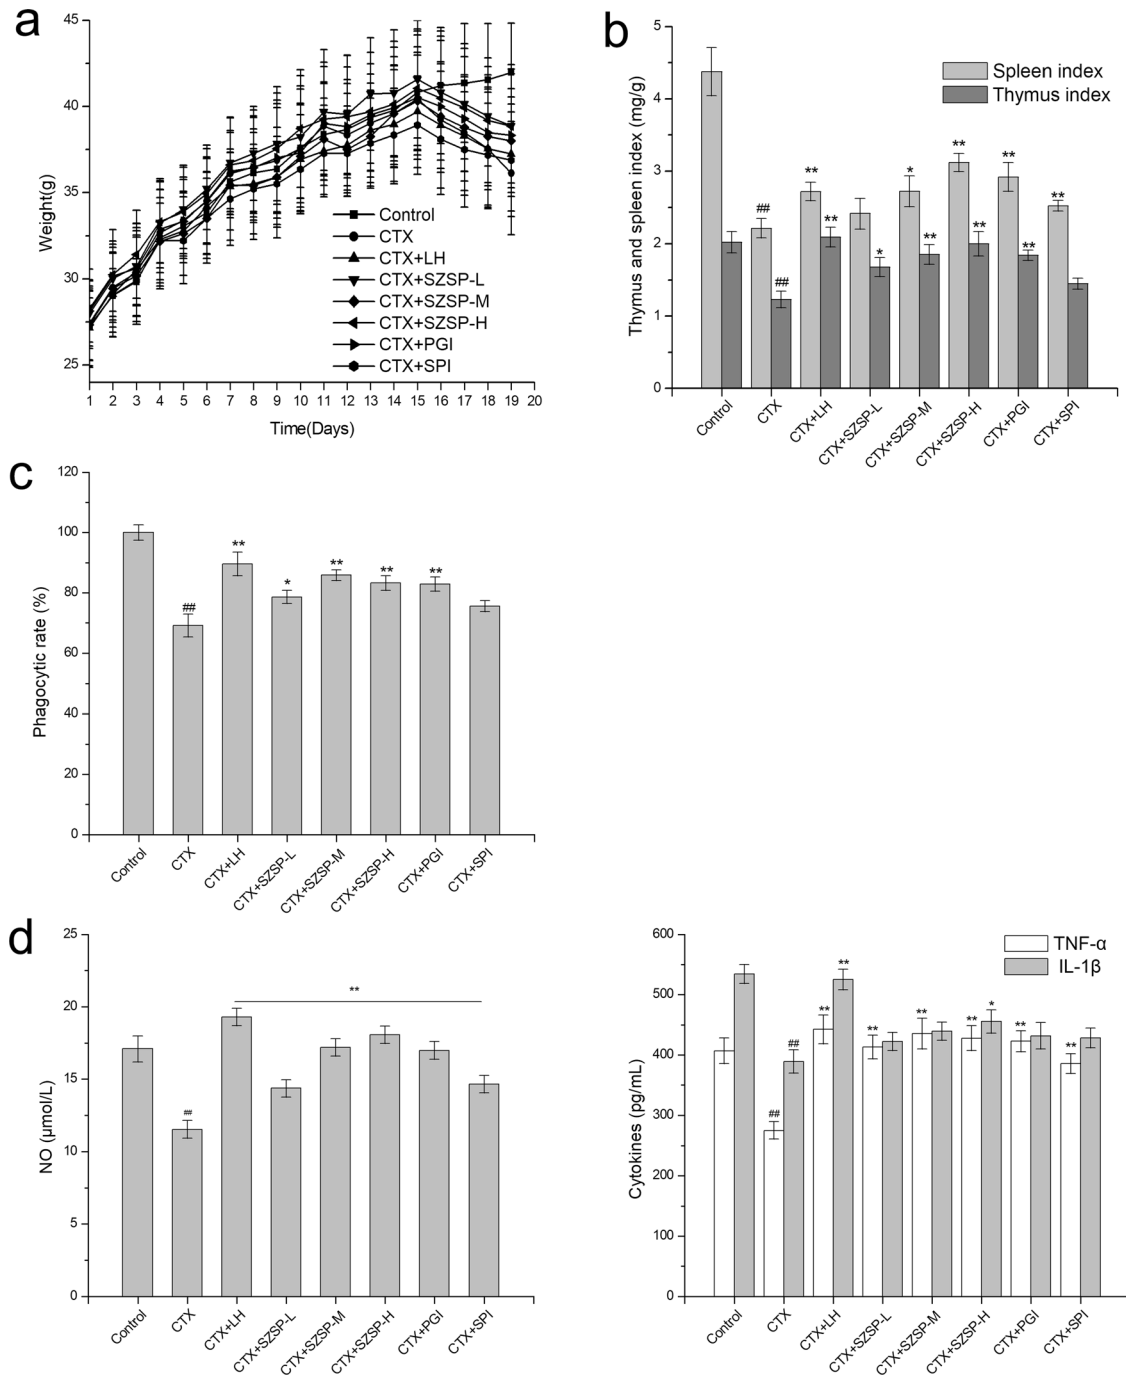 a
45
40
35
30
25
Weight(g)
Control
CTX
CTX+LH
CTX+SZSP-L
CTX+SZSP-M
CTX+SZSP-H
CTX+PGI
CTX+SPI
1 2 3 4 5 6 7 8 9 10 11 12 13 14 15 16 17 18 19 20
Time(Days)
b
5
4
3
2
1
0
Thymus and spleen index (mg/g)
Spleen index
Thymus index
## ## ** ** * * ** ** ** ** ** **
Control CTX CTX+LH CTX+SZSP-L CTX+SZSP-M CTX+SZSP-H CTX+PGI CTX+SPI
c
120
100
80
60
40
20
0
Phagocytic rate (%)
## ** * ** ** **
Control CTX CTX+LH CTX+SZSP-L CTX+SZSP-M CTX+SZSP-H CTX+PGI CTX+SPI
d
25
20
15
10
5
0
NO (μmol/L)
**
##
Control CTX CTX+LH CTX+SZSP-L CTX+SZSP-M CTX+SZSP-H CTX+PGI CTX+SPI
600
500
400
300
200
100
0
Cytokines (pg/mL)
TNF-α
IL-1β
## ## ** ** ** ** ** * ** **
Control CTX CTX+LH CTX+SZSP-L CTX+SZSP-M CTX+SZSP-H CTX+PGI CTX+SPI